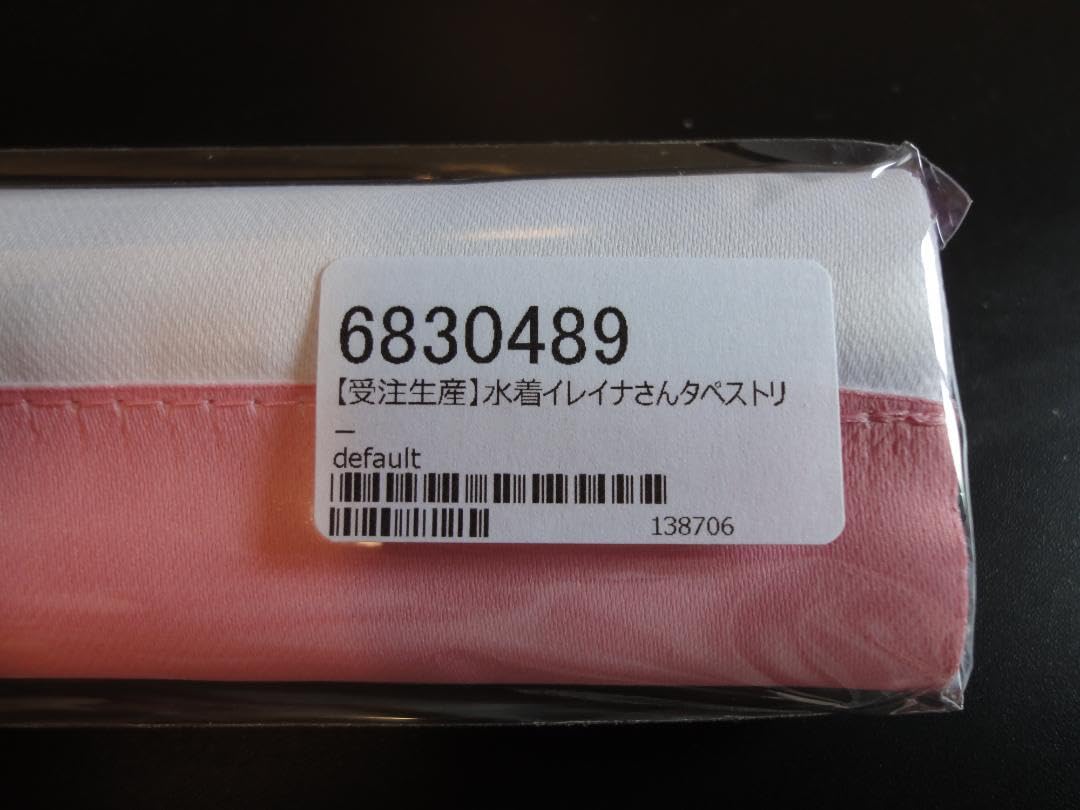 6830489
【受注生産】水着イレイナさんタペストリ
ー
default
138706